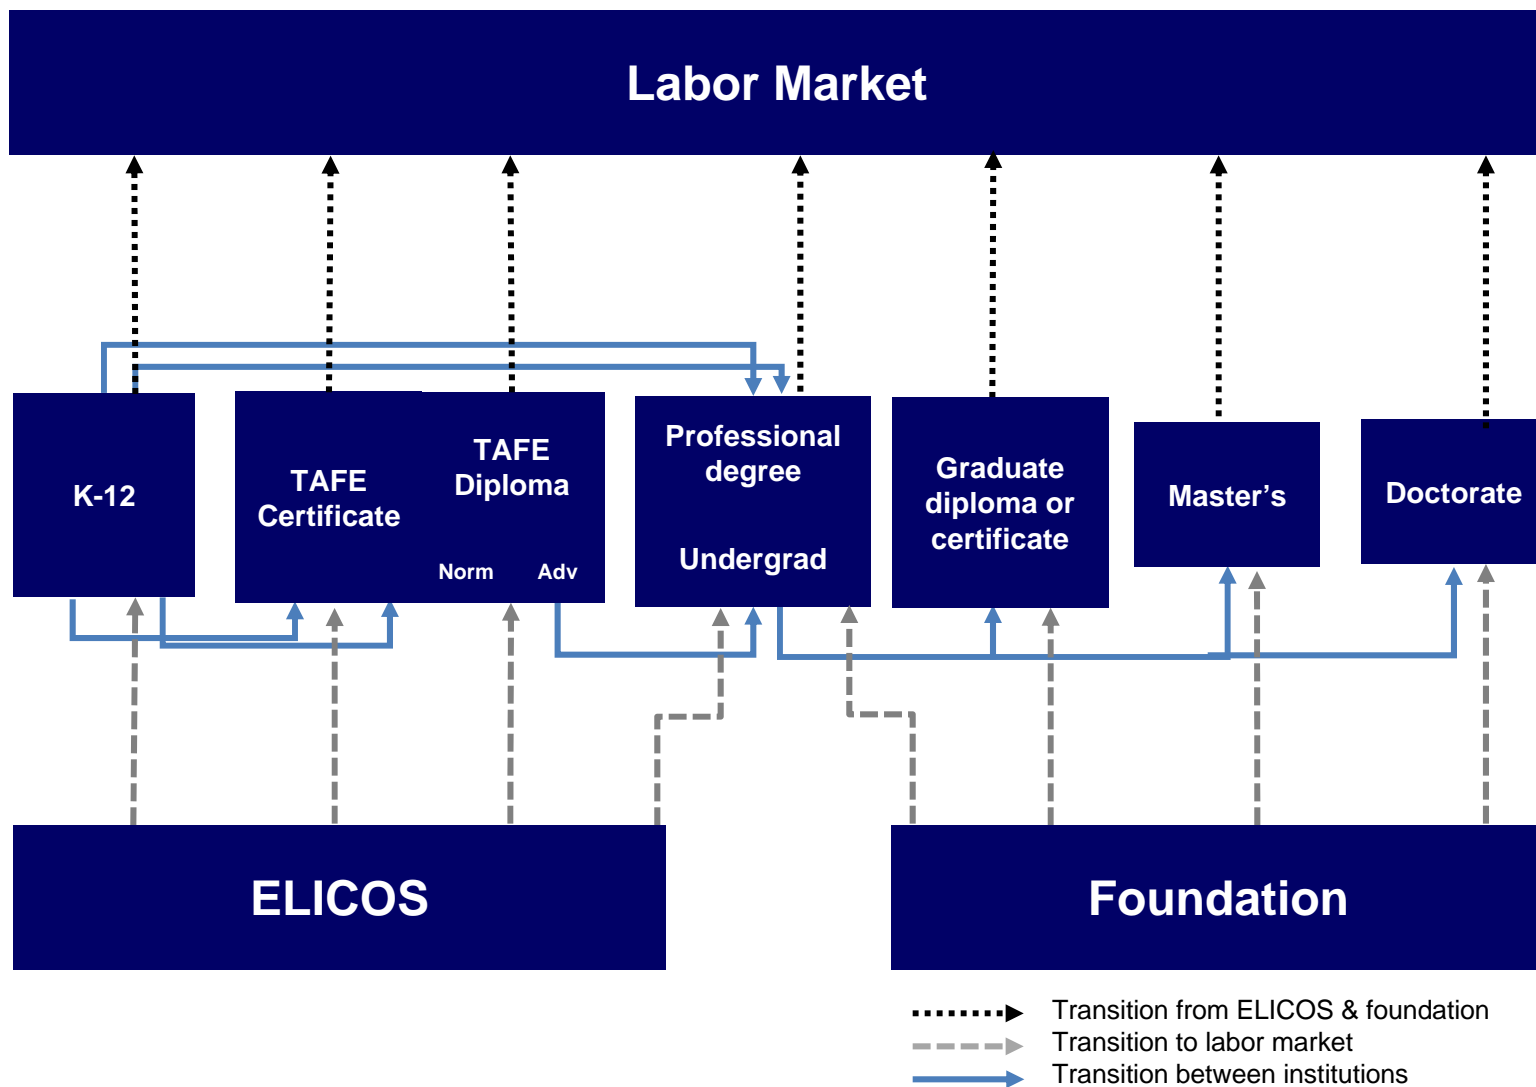 Labor Market
K-12
TAFE
Certificate
TAFE
Diploma
Norm Adv
Professional
degree
Undergrad
Graduate
diploma or
certificate
Master’s
Doctorate
ELICOS
Foundation
Transition from ELICOS & foundation
Transition to labor market
Transition between institutions